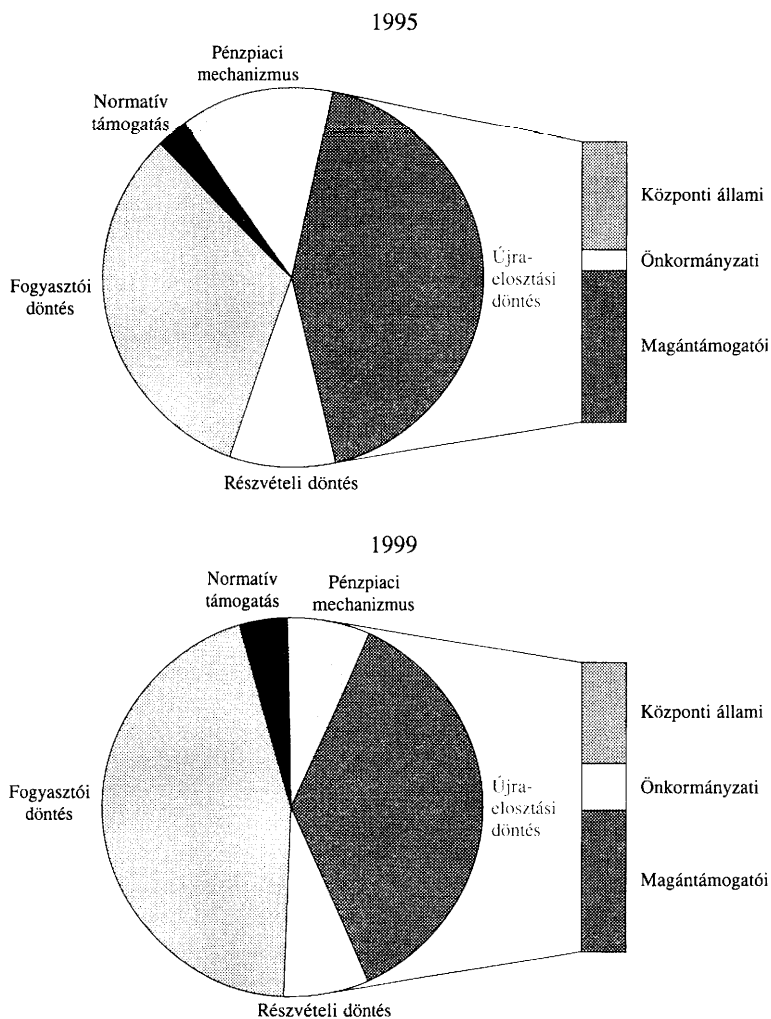 1995
Pénzpiaci
mechanizmus
Normatív
támogatás
Fogyasztói
döntés
Újra-
elosztási
döntés
Részvételi döntés
Központi állami
Önkormányzati
Magántámogatói
1999
Normatív
támogatás
Pénzpiaci
mechanizmus
Fogyasztói
döntés
Újra-
elosztási
döntés
Részvételi döntés
Központi állami
Önkormányzati
Magántámogatói